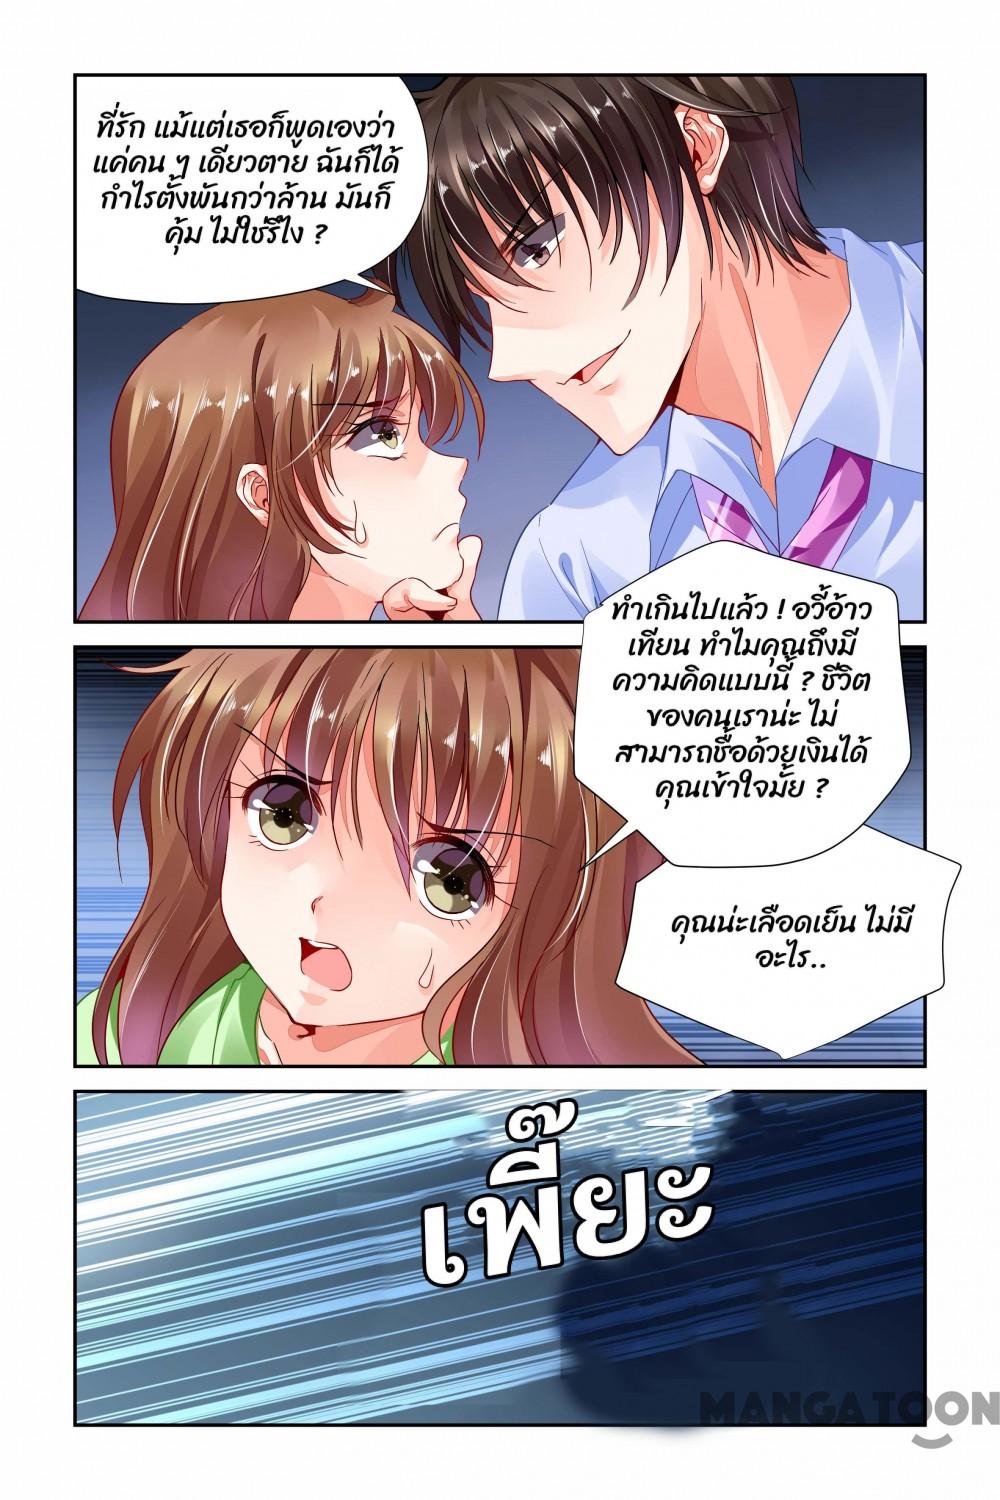 ที่รัก แม้แต่เธอก็พูดเองว่า
แค่คน ๆ เดียวตาย ฉันก็ได้
กำไรตั้งพันกว่าล้าน มันก็
คุ้ม ไม่ใช่รึไง ?
ทำเกินไปแล้ว ! อวี้อ้าว
เทียน ทำไมคุณถึงมี
ความคิดแบบนี้ ? ชีวิต
ของคนเราน่ะ ไม่
สามารถซื้อด้วยเงินได้
คุณเข้าใจมั้ย ?
คุณน่ะเลือดเย็น ไม่มี
อะไร..
เพี๊ยะ
MANGATOON